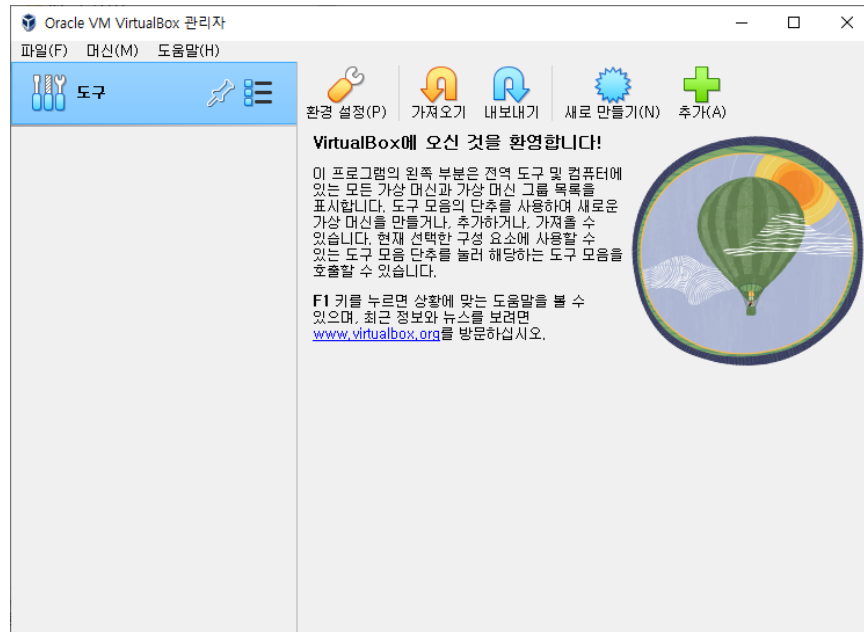 Oracle VM VirtualBox 관리자
파일(F) 머신(M) 도움말(H)
도구
환경 설정(P) 가져오기 내보내기 새로 만들기(N) 추가(A)
VirtualBox에 오신 것을 환영합니다!
이 프로그램의 왼쪽 부분은 전역 도구 및 컴퓨터에
있는 모든 가상 머신과 가상 머신 그룹 목록을
표시합니다. 도구 모음의 단추를 사용하여 새로운
가상 머신을 만들거나, 추가하거나, 가져올 수
있습니다. 현재 선택한 구성 요소에 사용할 수
있는 도구 모음 단추를 눌러 해당하는 도구 모음을
호출할 수 있습니다.
F1 키를 누르면 상황에 맞는 도움말을 볼 수
있으며, 최근 정보와 뉴스를 보려면
www.virtualbox.org를 방문하십시오.